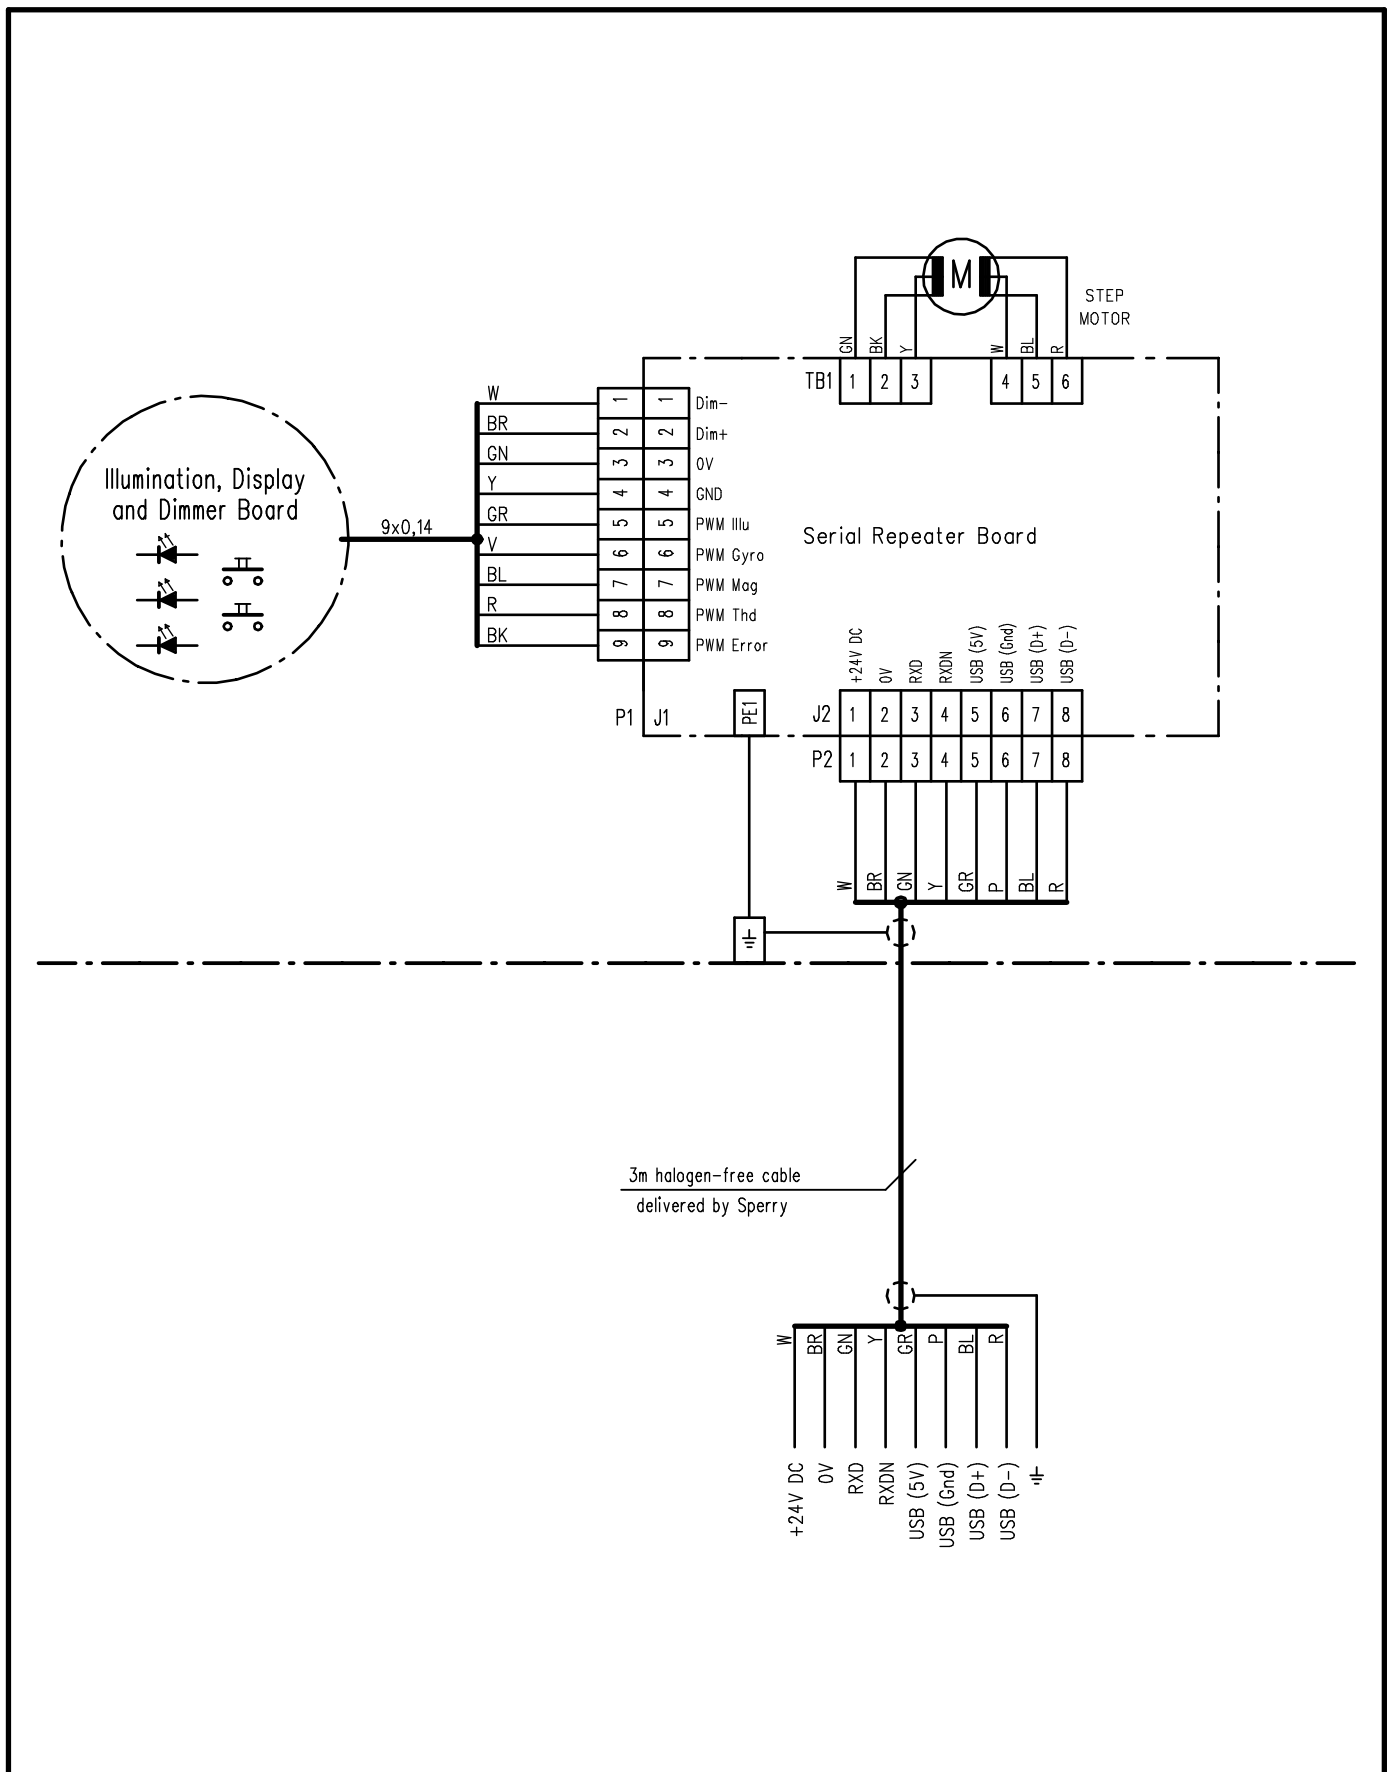 M
STEP
MOTOR
GN
BK
Y
W
BL
R
TB1
1
2
3
4
5
6
Illumination, Display
and Dimmer Board
9x0,14
W
BR
GN
Y
GR
V
BL
R
BK
1 1 Dim-
2 2 Dim+
3 3 0V
4 4 GND
5 5 PWM Illu
6 6 PWM Gyro
7 7 PWM Mag
8 8 PWM Thd
9 9 PWM Error
P1 J1
Serial Repeater Board
PE1
+24V DC
0V
RXD
RXDN
USB (5V)
USB (Gnd)
USB (D+)
USB (D-)
J2 1 2 3 4 5 6 7 8
P2 1 2 3 4 5 6 7 8
W
BR
GN
Y
GR
P
BL
R
3m halogen-free cable
delivered by Sperry
W
BR
GN
Y
GR
P
BL
R
+24V DC
0V
RXD
RXDN
USB (5V)
USB (Gnd)
USB (D+)
USB (D-)